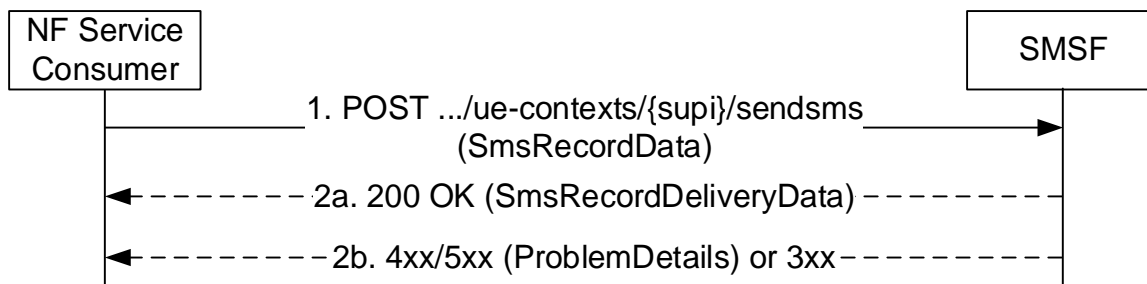 NF Service
Consumer
SMSF
1. POST .../ue-contexts/{supi}/sendsms
(SmsRecordData)
2a. 200 OK (SmsRecordDeliveryData)
2b. 4xx/5xx (ProblemDetails) or 3xx